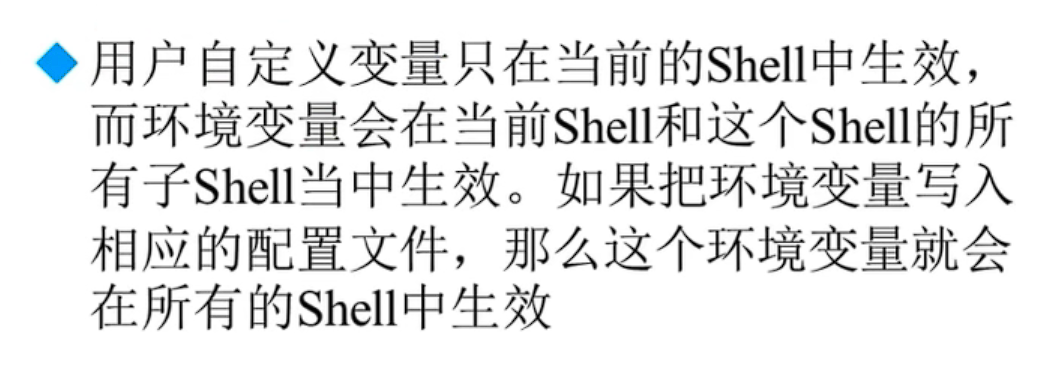 用户自定义变量只在当前的Shell中生效，
而环境变量会在当前Shell和这个Shell的所
有子Shell当中生效。如果把环境变量写入
相应的配置文件，那么这个环境变量就会
在所有的Shell中生效